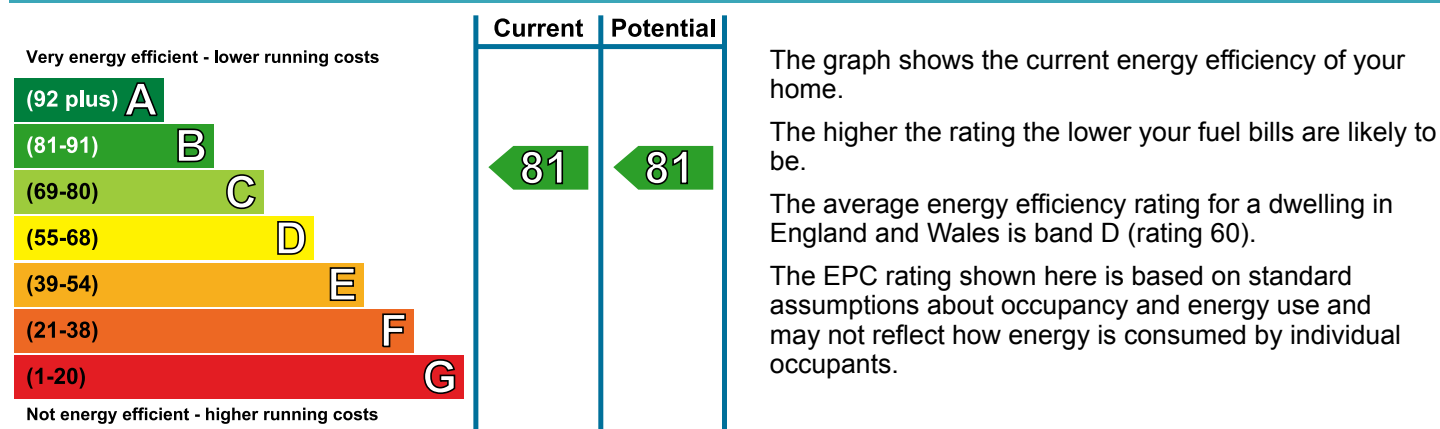 Current Potential
Very energy efficient - lower running costs
(92 plus) A
(81-91) B
81 81
(69-80) C
(55-68) D
(39-54) E
(21-38) F
(1-20) G
Not energy efficient - higher running costs
The graph shows the current energy efficiency of your
home.
The higher the rating the lower your fuel bills are likely to
be.
The average energy efficiency rating for a dwelling in
England and Wales is band D (rating 60).
The EPC rating shown here is based on standard
assumptions about occupancy and energy use and
may not reflect how energy is consumed by individual
occupants.